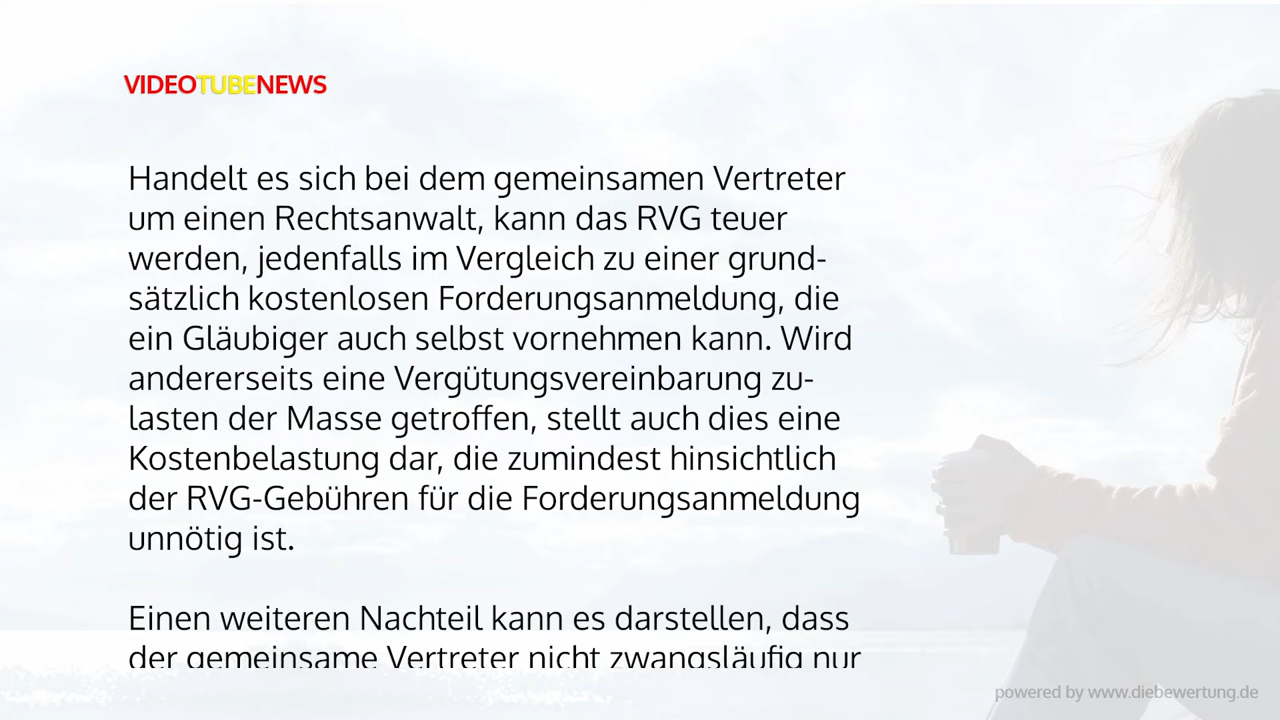 VIDEOTUBENEWS
Handelt es sich bei dem gemeinsamen Vertreter
um einen Rechtsanwalt, kann das RVG teuer
werden, jedenfalls im Vergleich zu einer grund-
sätzlich kostenlosen Forderungsanmeldung, die
ein Gläubiger auch selbst vornehmen kann. Wird
andererseits eine Vergütungsvereinbarung zu-
lasten der Masse getroffen, stellt auch dies eine
Kostenbelastung dar, die zumindest hinsichtlich
der RVG-Gebühren für die Forderungsanmeldung
unnötig ist.
Einen weiteren Nachteil kann es darstellen, dass
der gemeinsame Vertreter nicht zwangsläufig nur
powered by www.diebewertung.de